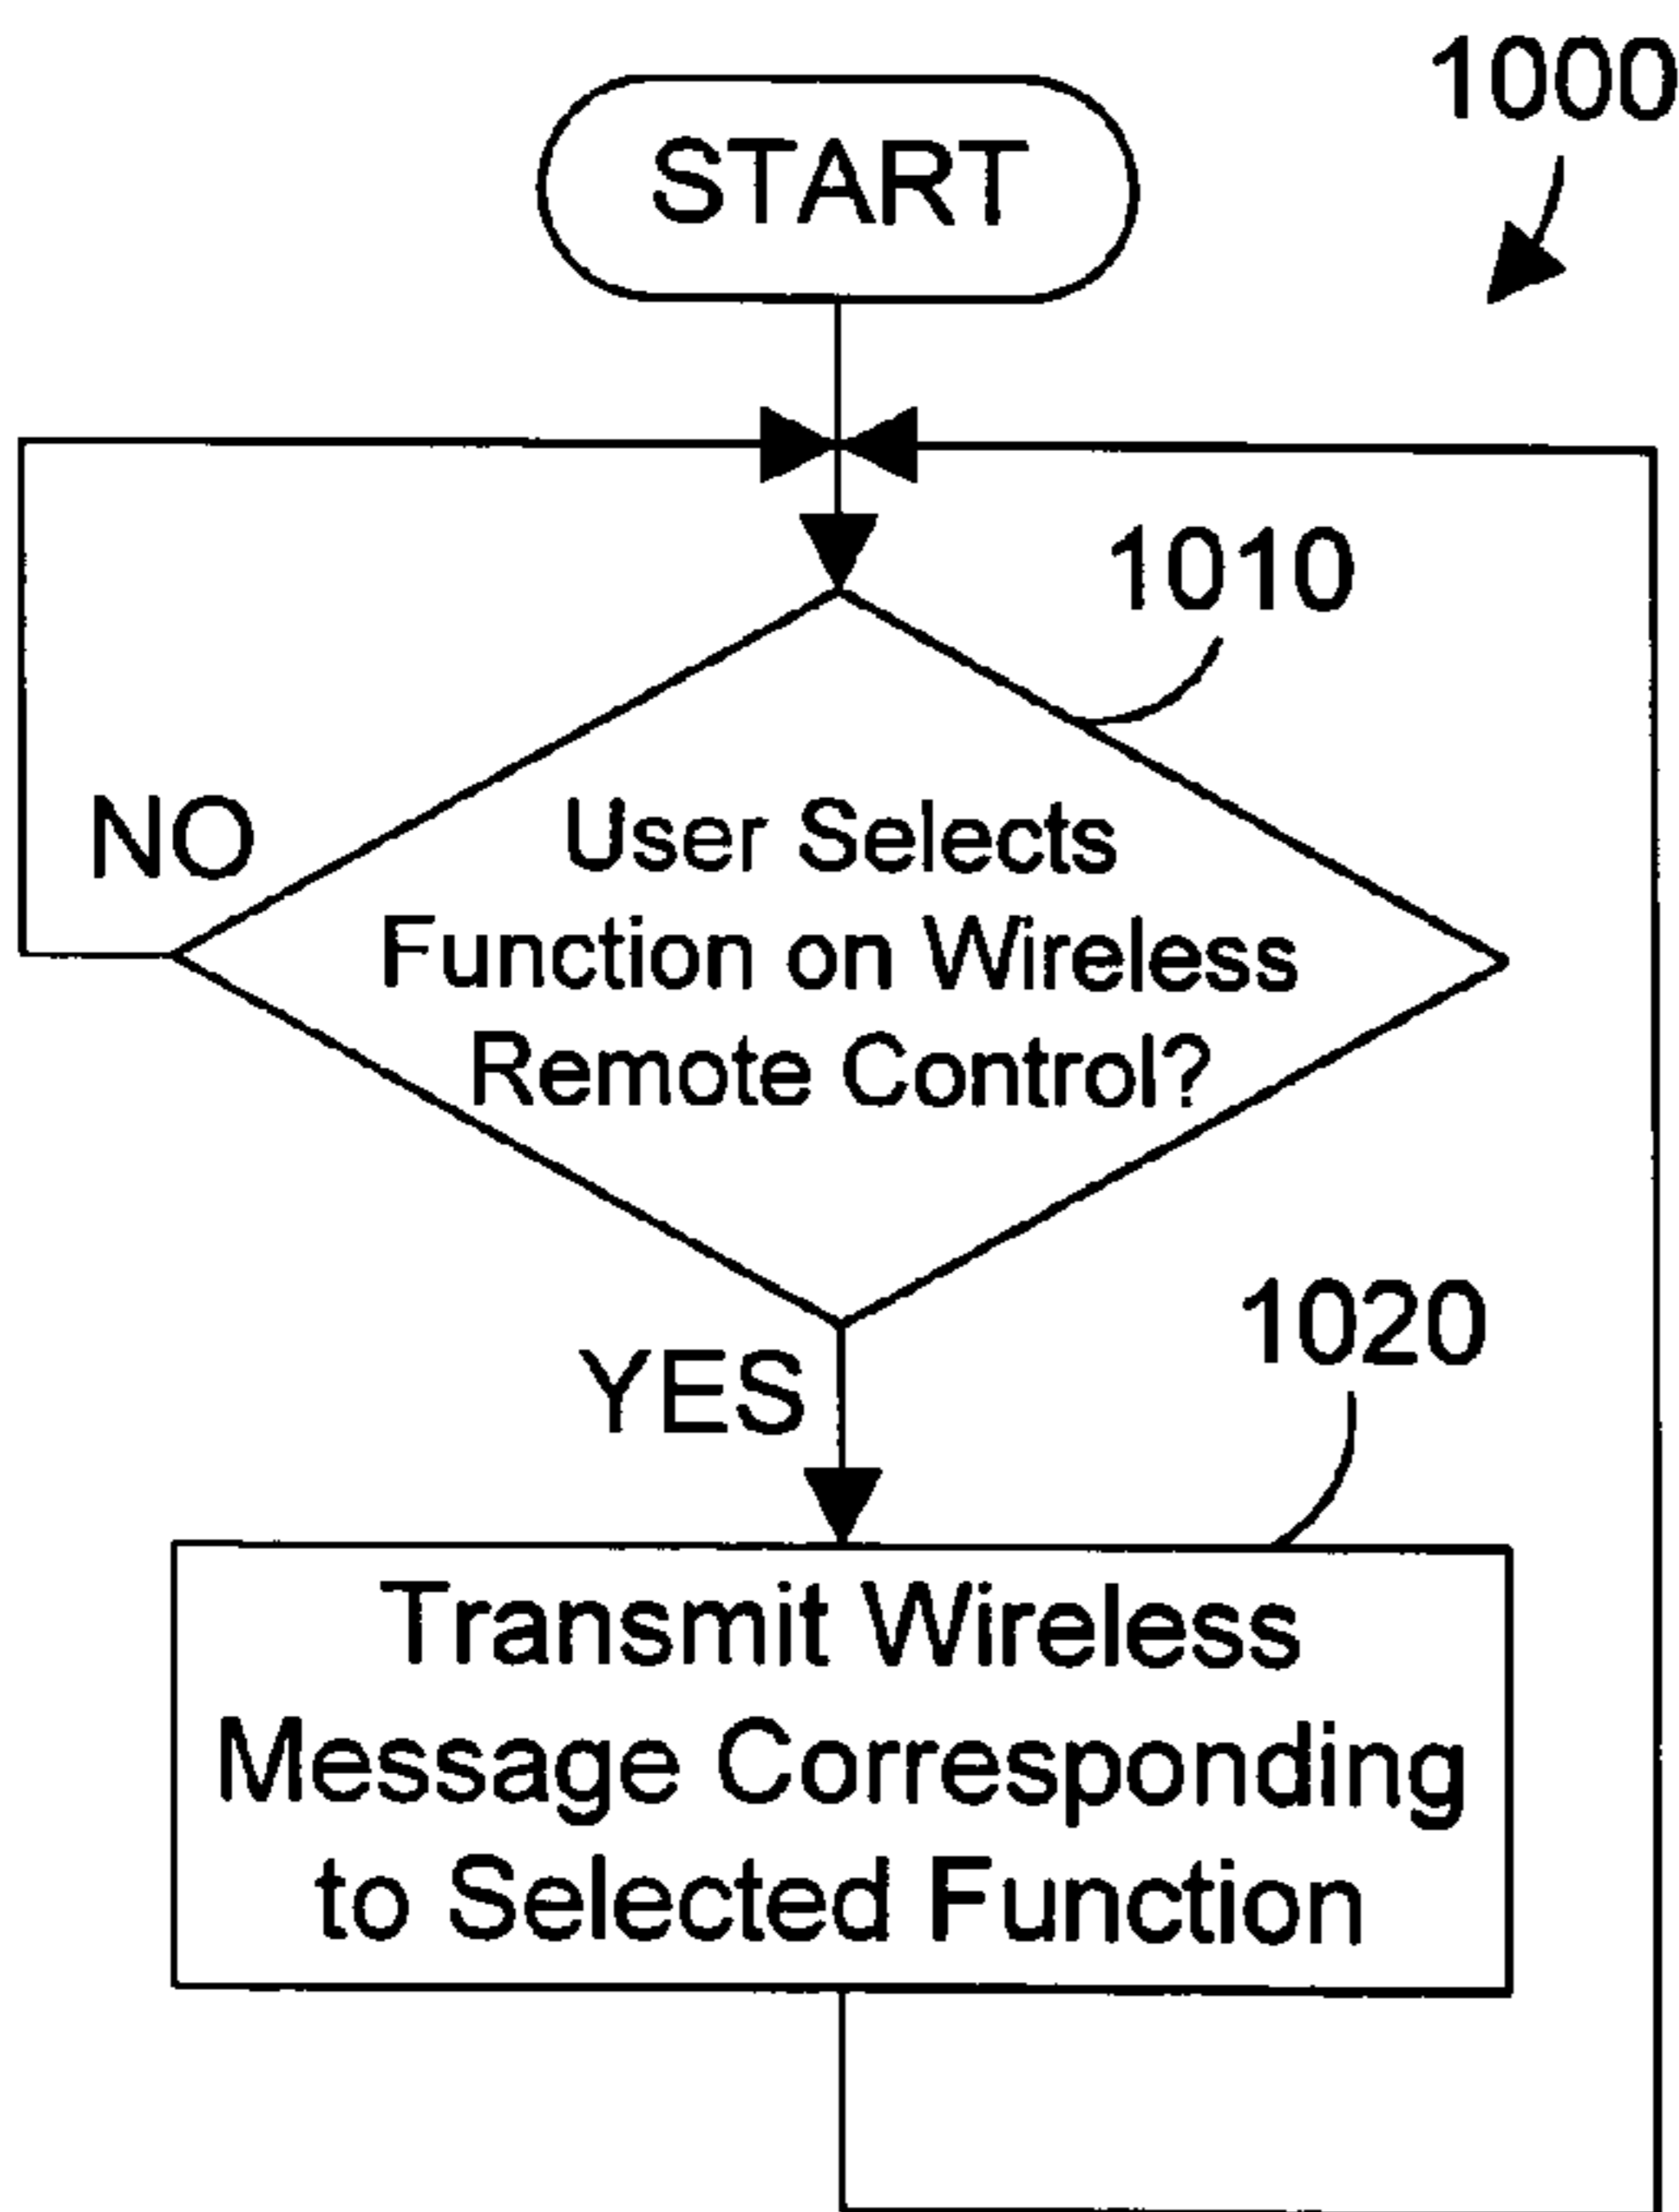 1000
START
1010
NO
User Selects
Function on Wireless
Remote Control?
1020
YES
Transmit Wireless
Message Corresponding
to Selected Function